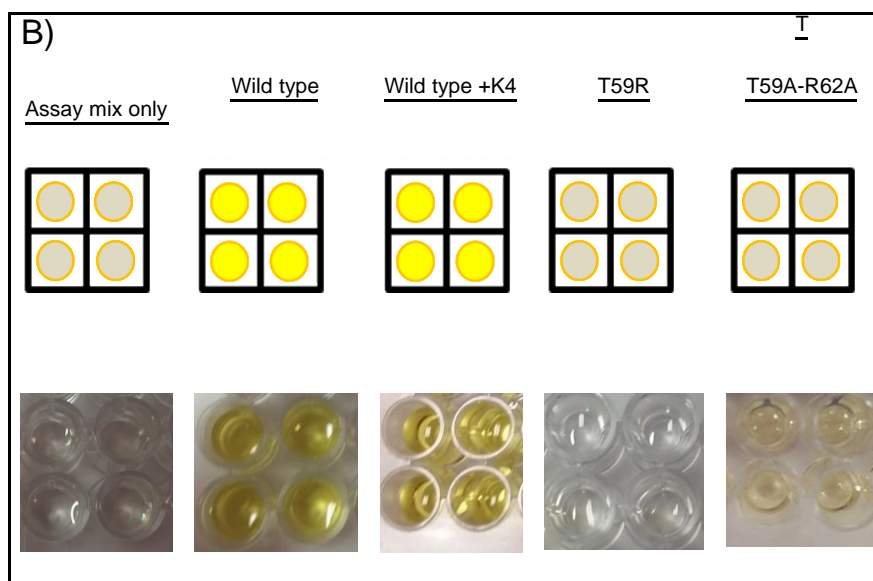 B)
T
Wild type
Wild type +K4
T59R
T59A-R62A
Assay mix only